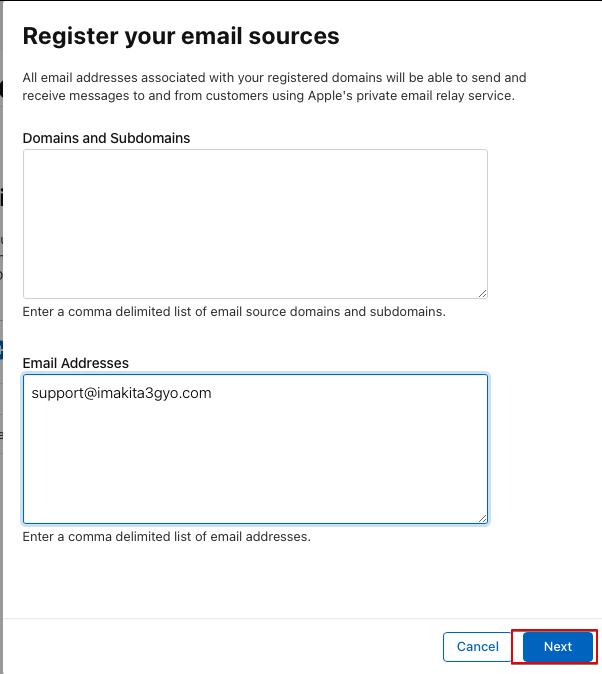 Register your email sources
All email addresses associated with your registered domains will be able to send and
receive messages to and from customers using Apple's private email relay service.
Domains and Subdomains
Enter a comma delimited list of email source domains and subdomains.
Email Addresses
support@imakita3gyo.com
Enter a comma delimited list of email addresses.
Cancel
Next